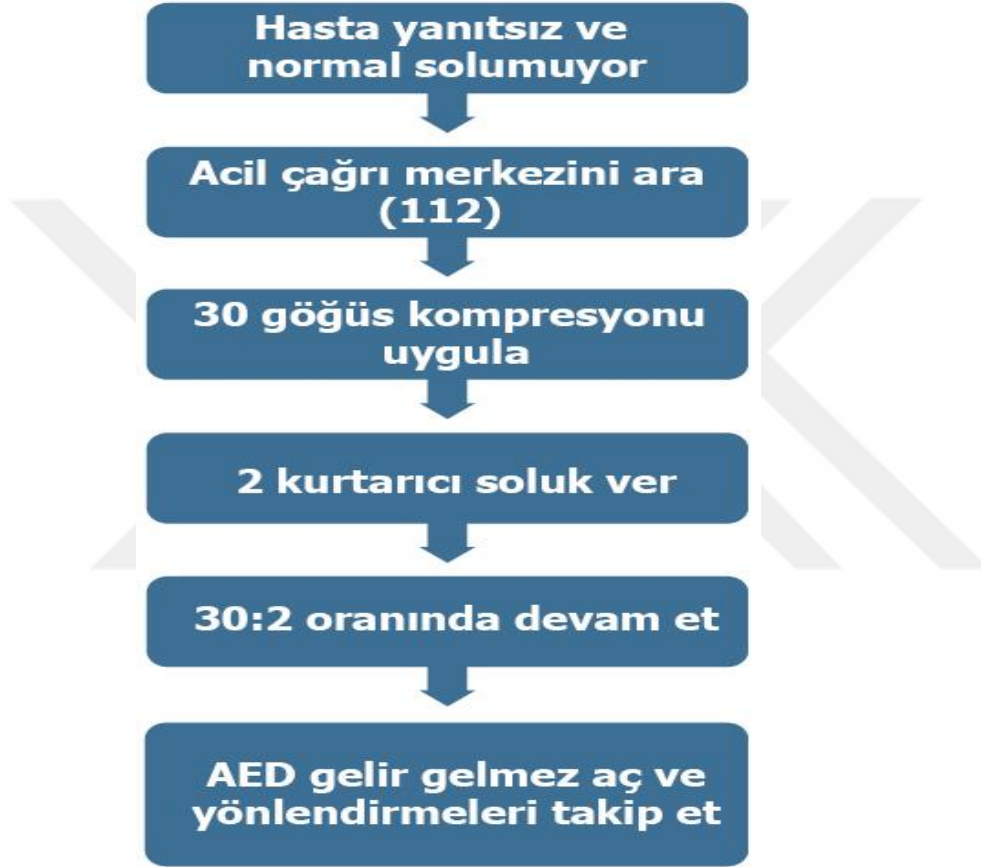 Hasta yanıtsız ve
normal solumuyor
Acil çağrı merkezini ara
(112)
30 göğüs kompresyonu
uygula
2 kurtarıcı soluk ver
30:2 oranında devam et
AED gelir gelmez aç ve
yönlendirmeleri takip et